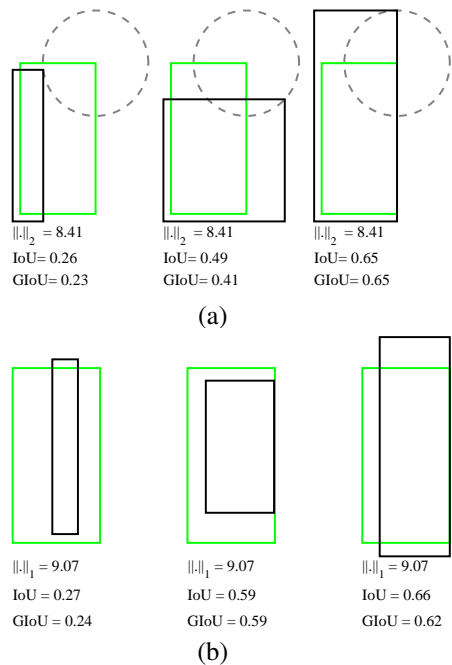 ||.||2 = 8.41 ||.||2 = 8.41 ||.||2 = 8.41
IoU= 0.26 IoU= 0.49 IoU= 0.65
GIoU= 0.23 GIoU= 0.41 GIoU= 0.65
(a)
||.||1 = 9.07 ||.||1 = 9.07 ||.||1 = 9.07
IoU = 0.27 IoU = 0.59 IoU = 0.66
GIoU = 0.24 GIoU = 0.59 GIoU = 0.62
(b)